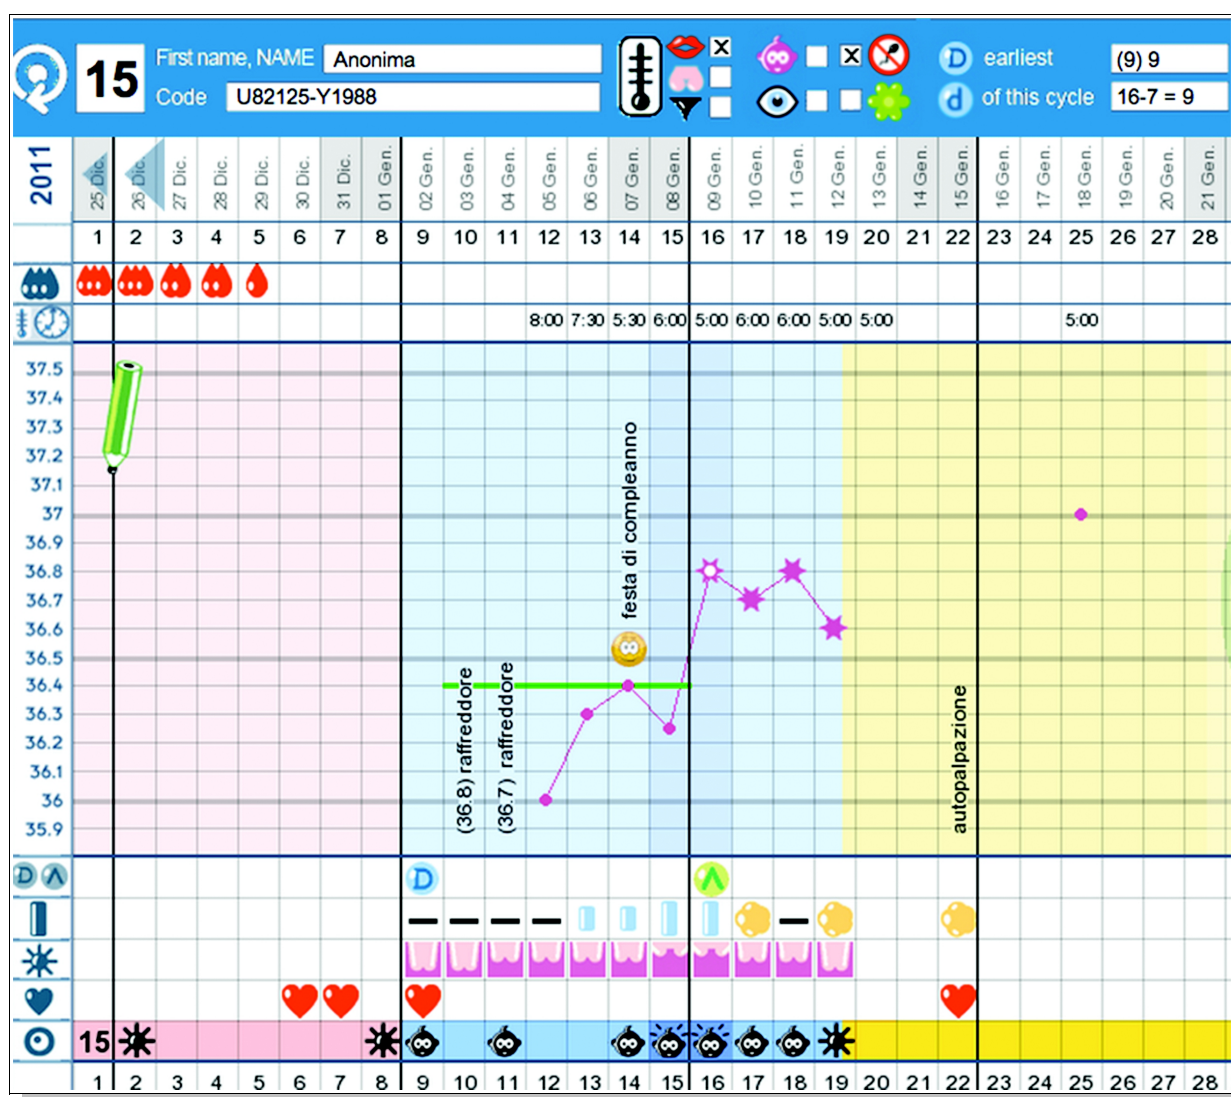 15
First name, NAME Anonima
Code U82125-Y1988
X
X
D earliest (9) 9
d of this cycle 16-7 = 9
2011
25 Dic. 26 Dic. 27 Dic. 28 Dic. 29 Dic. 30 Dic. 31 Dic. 01 Gen. 02 Gen. 03 Gen. 04 Gen. 05 Gen. 06 Gen. 07 Gen. 08 Gen. 09 Gen. 10 Gen. 11 Gen. 12 Gen. 13 Gen. 14 Gen. 15 Gen. 16 Gen. 17 Gen. 18 Gen. 19 Gen. 20 Gen. 21 Gen.
1 2 3 4 5 6 7 8 9 10 11 12 13 14 15 16 17 18 19 20 21 22 23 24 25 26 27 28
8:00 7:30 5:30 6:00 5:00 6:00 6:00 5:00 5:00 5:00
37.5
37.4
37.3
37.2
37.1
37
36.9
36.8
36.7
36.6
36.5
36.4
36.3
36.2
36.1
36
35.9
(36.8) raffreddore
(36.7) raffreddore
festa di compleanno
autopalpazione
D Λ D Λ
15
1 2 3 4 5 6 7 8 9 10 11 12 13 14 15 16 17 18 19 20 21 22 23 24 25 26 27 28